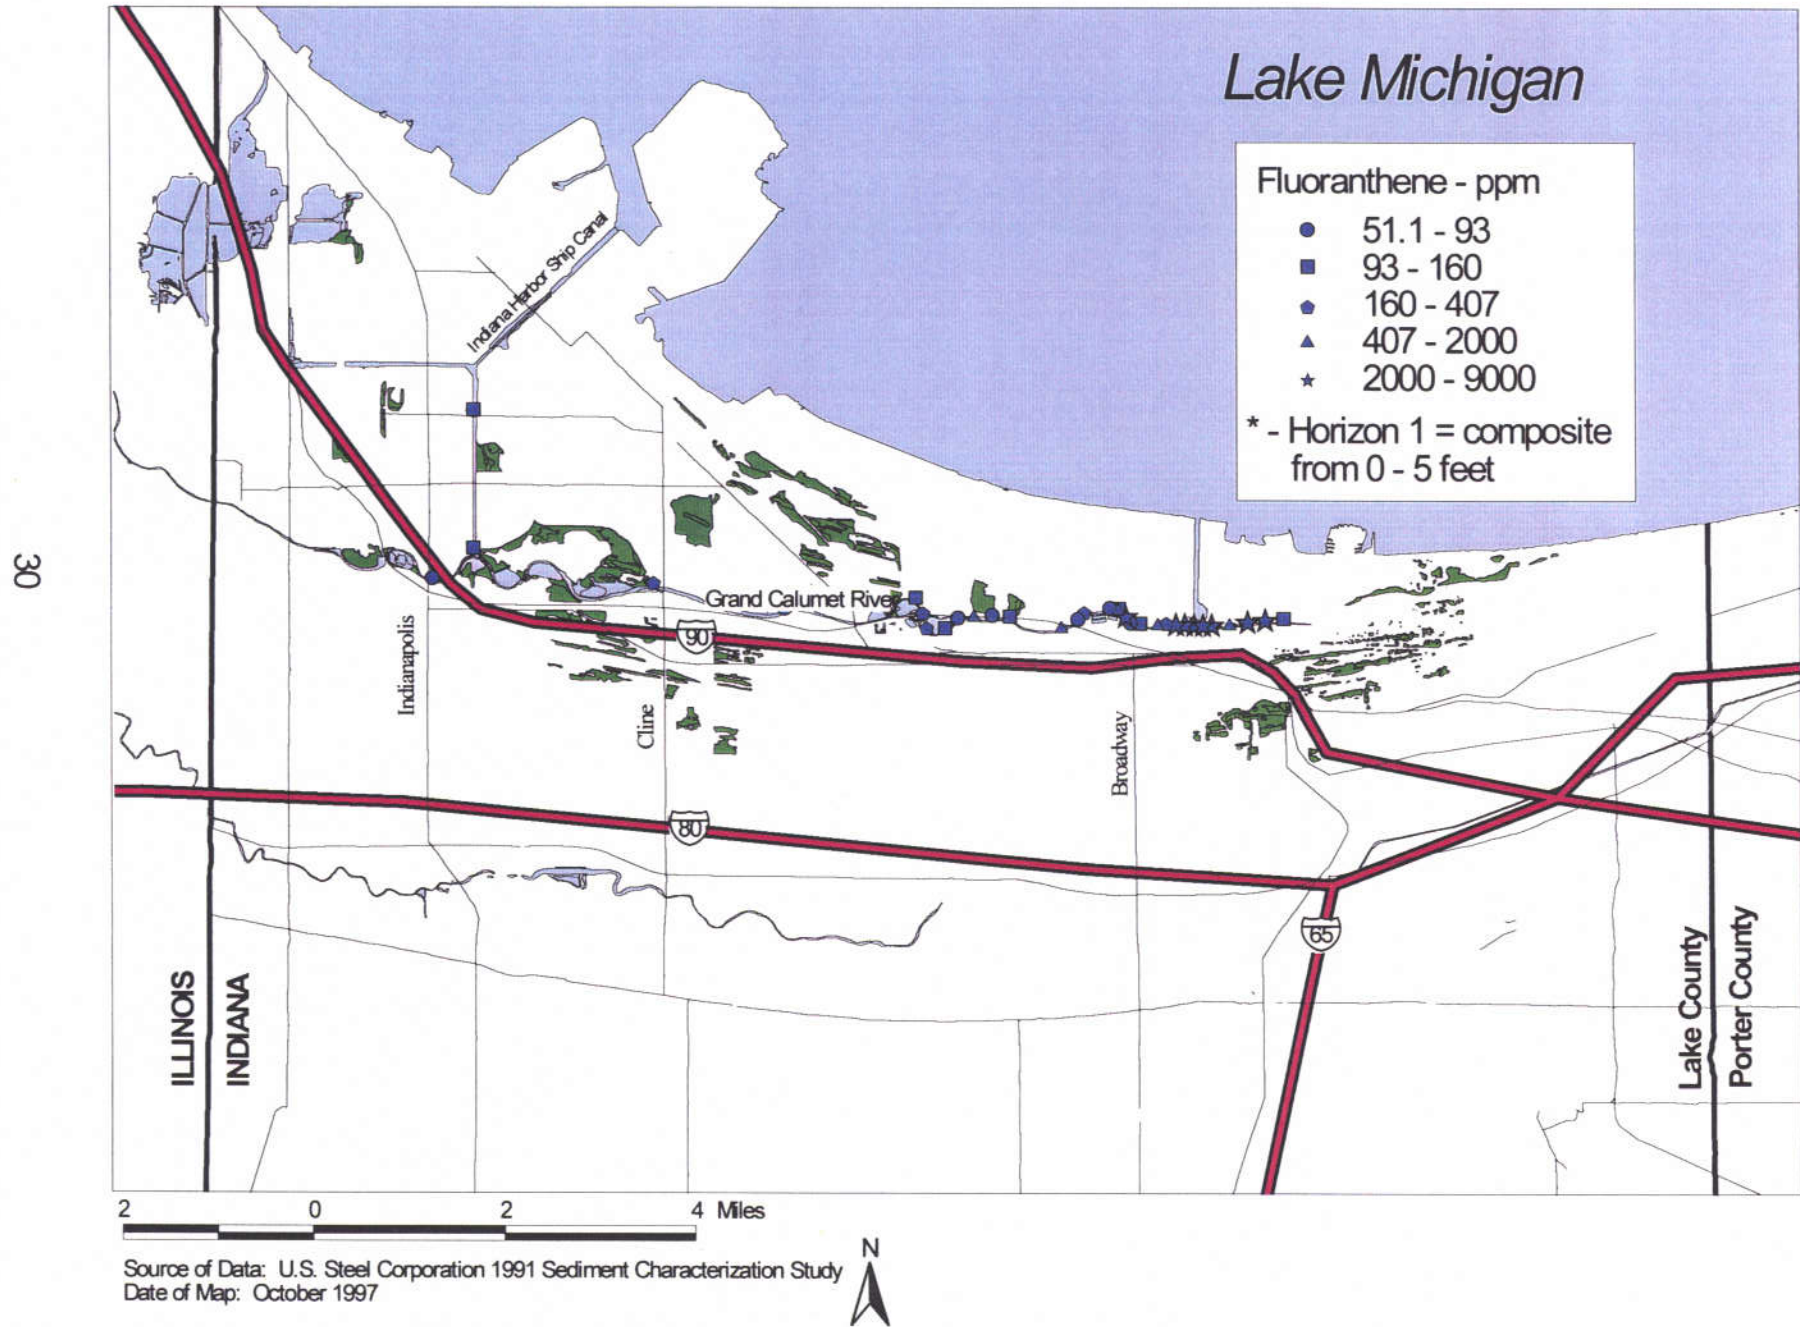 Lake Michigan
Fluoranthene - ppm
51.1 - 93
93 - 160
160 - 407
407 - 2000
2000 - 9000
* - Horizon 1 = composite
from 0 - 5 feet
Indiana Harbor Ship Canal
30
Grand Calumet River
90
Indianapolis
Cline
Broadway
80
65
ILLINOIS
INDIANA
Lake County
Porter County
2 0 2 4 Miles
N
Source of Data: U.S. Steel Corporation 1991 Sediment Characterization Study
Date of Map: October 1997